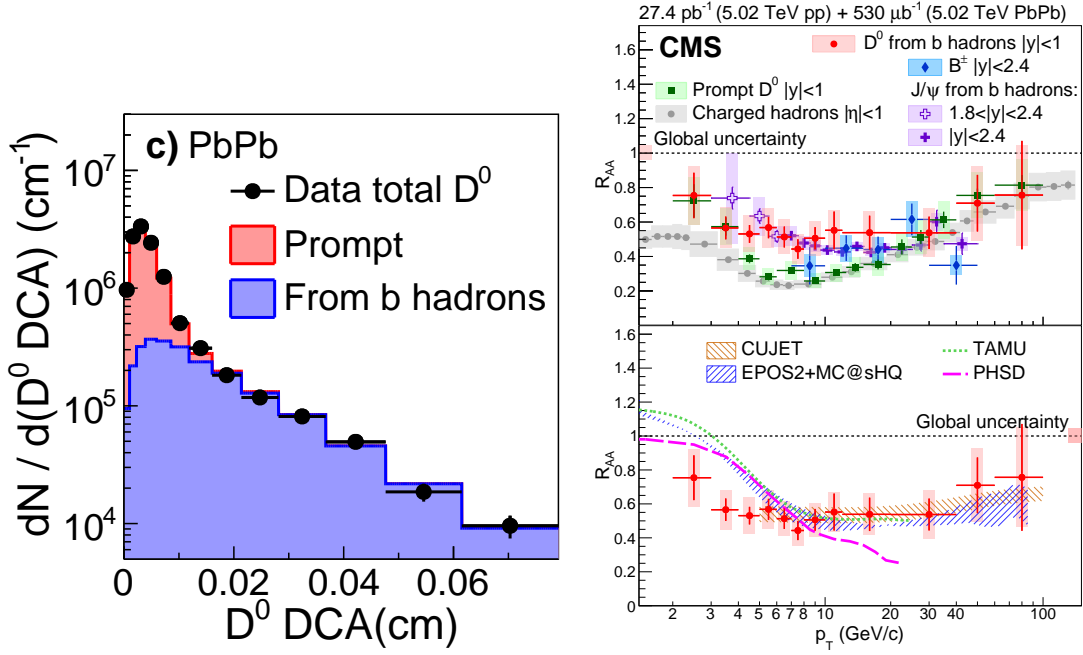 c) PbPb
Data total D⁰
Prompt
From b hadrons
dN / d(D⁰ DCA) (cm⁻¹)
10⁷
10⁶
10⁵
10⁴
0 0.02 0.04 0.06
D⁰ DCA(cm)
27.4 pb⁻¹ (5.02 TeV pp) + 530 μb⁻¹ (5.02 TeV PbPb)
CMS
D⁰ from b hadrons |y|<1
B± |y|<2.4
Prompt D⁰ |y|<1
J/ψ from b hadrons:
Charged hadrons |η|<1
1.8<|y|<2.4
|y|<2.4
Global uncertainty
R_AA
1.6
1.4
1.2
1
0.8
0.6
0.4
0.2
CUJET
TAMU
EPOS2+MC@sHQ
PHSD
Global uncertainty
R_AA
1.6
1.4
1.2
1
0.8
0.6
0.4
0.2
0
2 3 4 5 6 7 8 10 20 30 40 100
p_T (GeV/c)